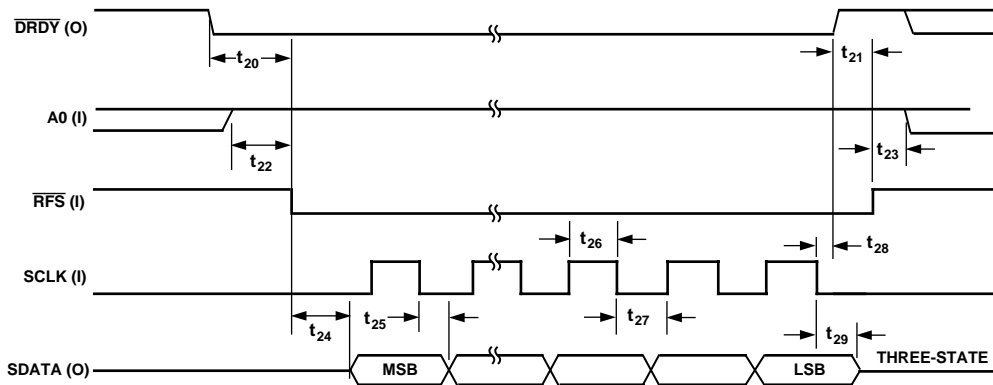 DRDY (O)
t20
t21
A0 (I)
t22
t23
RFS (I)
t26
t28
SCLK (I)
t24
t25
t27
t29
SDATA (O)
MSB
LSB
THREE-STATE